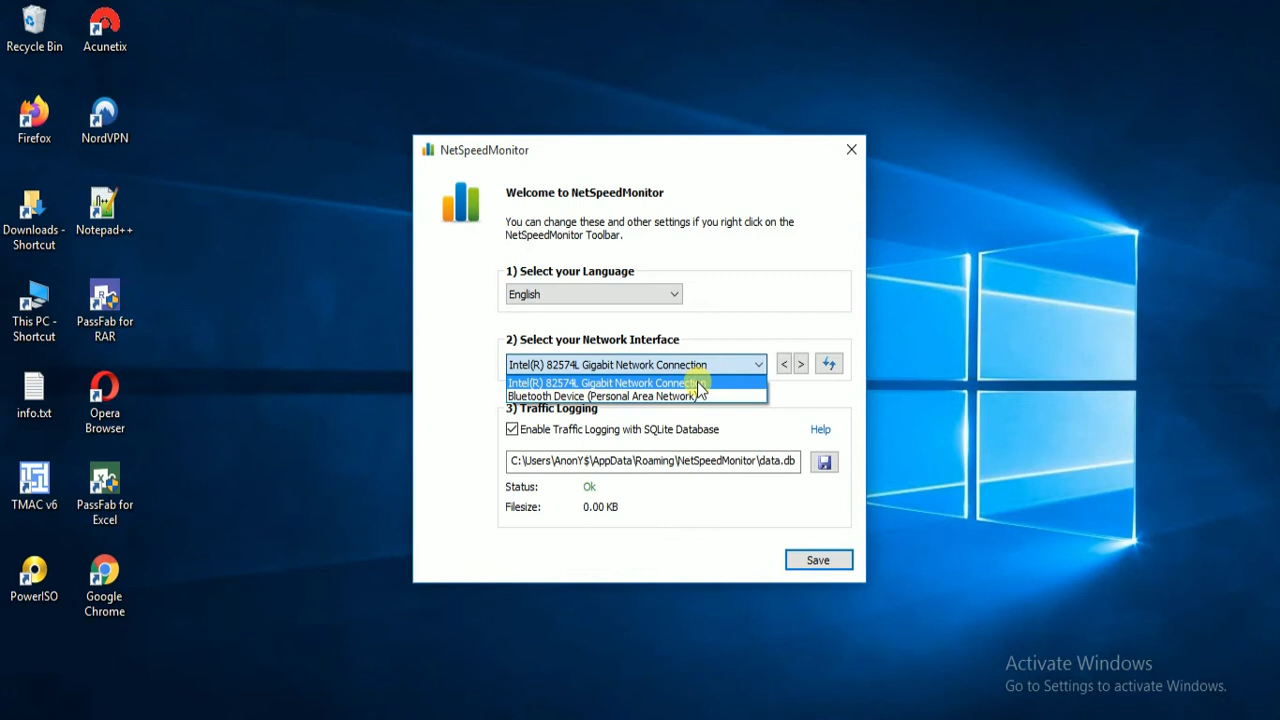 Recycle Bin
Acunetix
Firefox
NordVPN
Downloads -
Shortcut
Notepad++
This PC -
Shortcut
PassFab for
RAR
info.txt
Opera
Browser
TMAC v6
PassFab for
Excel
PowerISO
Google
Chrome
NetSpeedMonitor
Welcome to NetSpeedMonitor
You can change these and other settings if you right click on the
NetSpeedMonitor Toolbar.
1) Select your Language
English
2) Select your Network Interface
Intel(R) 82574L Gigabit Network Connection
< >
Intel(R) 82574L Gigabit Network Connection
Bluetooth Device (Personal Area Network)
3) Traffic Logging
Enable Traffic Logging with SQLite Database
Help
C:\Users\AnonY$\AppData\Roaming\NetSpeedMonitor\data.db
Status: Ok
Filesize: 0.00 KB
Save
Activate Windows
Go to Settings to activate Windows.